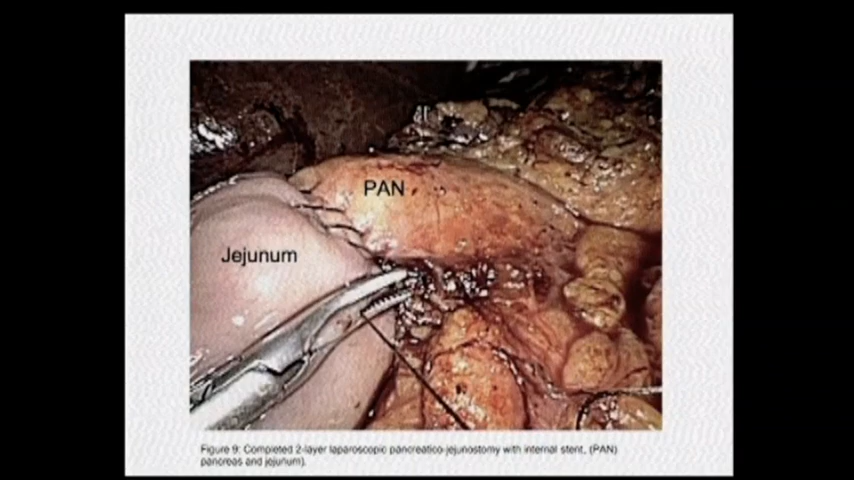 PAN
Jejunum
Figure 9: Completed 2-layer laparoscopic pancreatico-jejunostomy with internal stent, (PAN)
pancreas and jejunum).